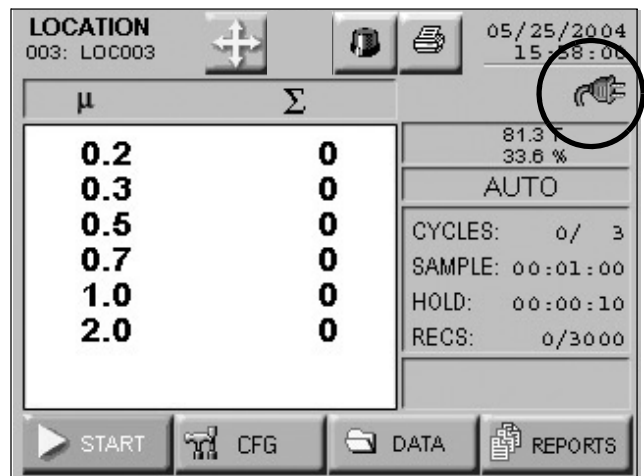 LOCATION
003: LOC003
05/25/2004
15:58:00
μ Σ
81.3 F
33.6 %
0.2 0
0.3 0
0.5 0
0.7 0
1.0 0
2.0 0
AUTO
CYCLES: 0/ 3
SAMPLE: 00:01:00
HOLD: 00:00:10
RECS: 0/3000
START CFG DATA REPORTS